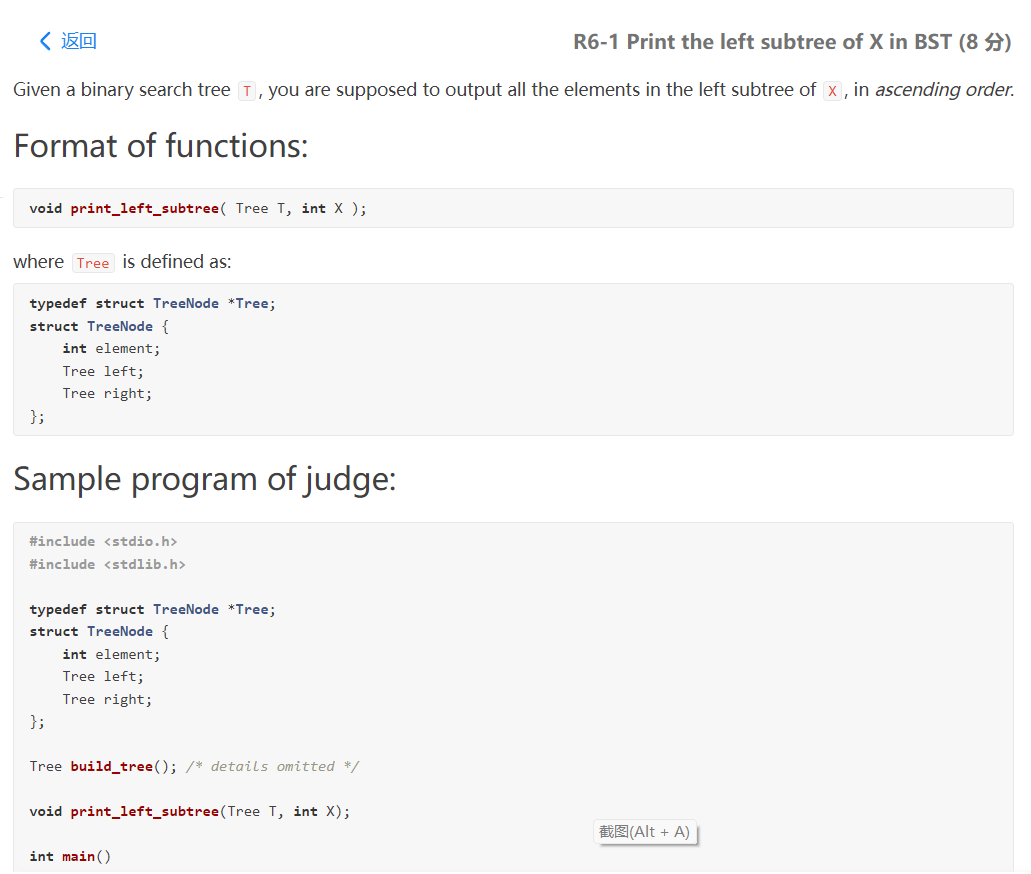 返回
R6-1 Print the left subtree of X in BST (8 分)
Given a binary search tree T, you are supposed to output all the elements in the left subtree of X, in ascending order.
Format of functions:
void print_left_subtree( Tree T, int X );
where Tree is defined as:
typedef struct TreeNode *Tree;
struct TreeNode {
    int element;
    Tree left;
    Tree right;
};
Sample program of judge:
#include <stdio.h>
#include <stdlib.h>
typedef struct TreeNode *Tree;
struct TreeNode {
    int element;
    Tree left;
    Tree right;
};
Tree build_tree(); /* details omitted */
void print_left_subtree(Tree T, int X);
截图(Alt + A)
int main()